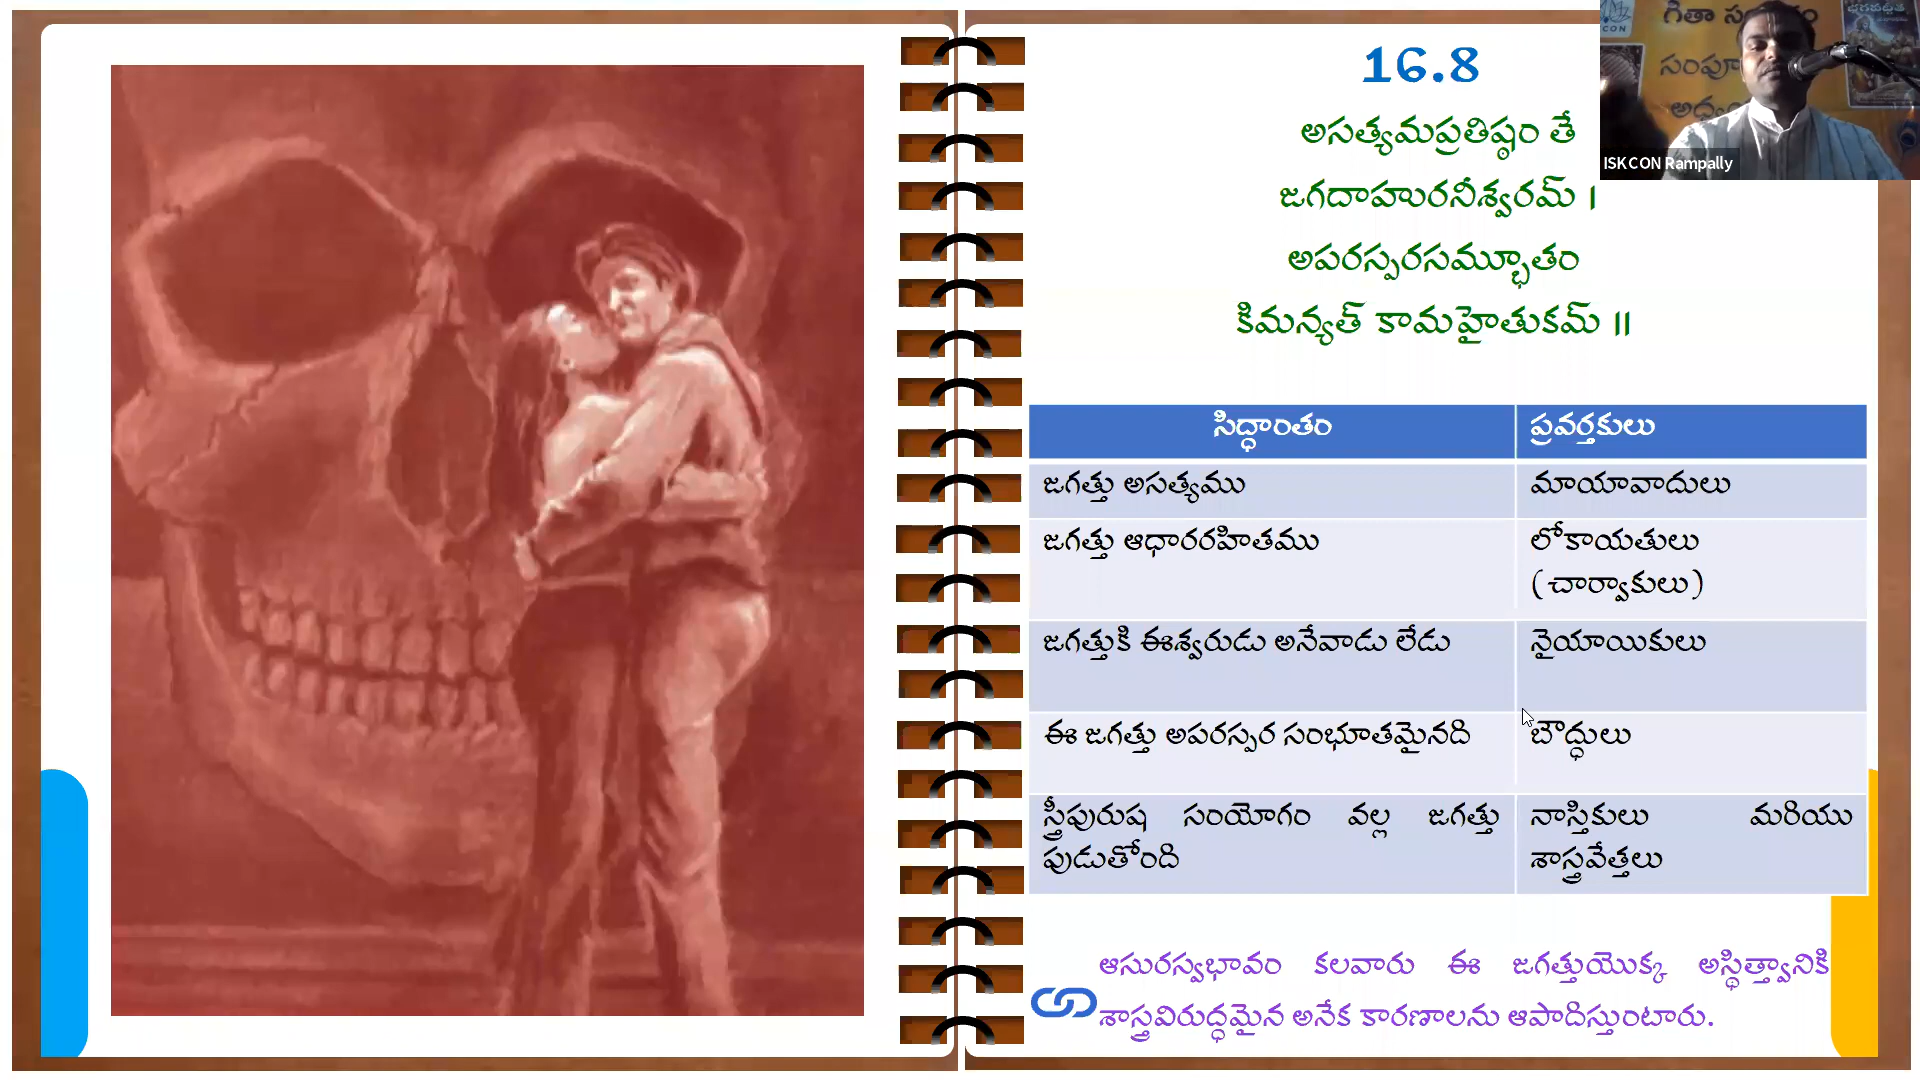 16.8
అసత్యమప్రతిష్ఠం తే
జగదాహురనీశ్వరమ్ ।
అపరస్పరసమ్భూతం
కిమన్యత్ కామహైతుకమ్ ॥
గీతా
సంపూ
ISKCON Rampally
సిద్ధాంతం ప్రవర్తకులు
జగత్తు అసత్యము మాయావాదులు
జగత్తు ఆధారరహితము లోకాయతులు
(చార్వాకులు)
జగత్తుకి ఈశ్వరుడు అనేవాడు లేడు నైయాయికులు
ఈ జగత్తు అపరస్పర సంభూతమైనది బౌద్ధులు
స్త్రీపురుష సంయోగం వల్ల జగత్తు నాస్తికులు మరియు
పుడుతోంది శాస్త్రవేత్తలు
ఆసురస్వభావం కలవారు ఈ జగత్తుయొక్క అస్థిత్వానికి
శాస్త్రవిరుద్ధమైన అనేక కారణాలను ఆపాదిస్తుంటారు.